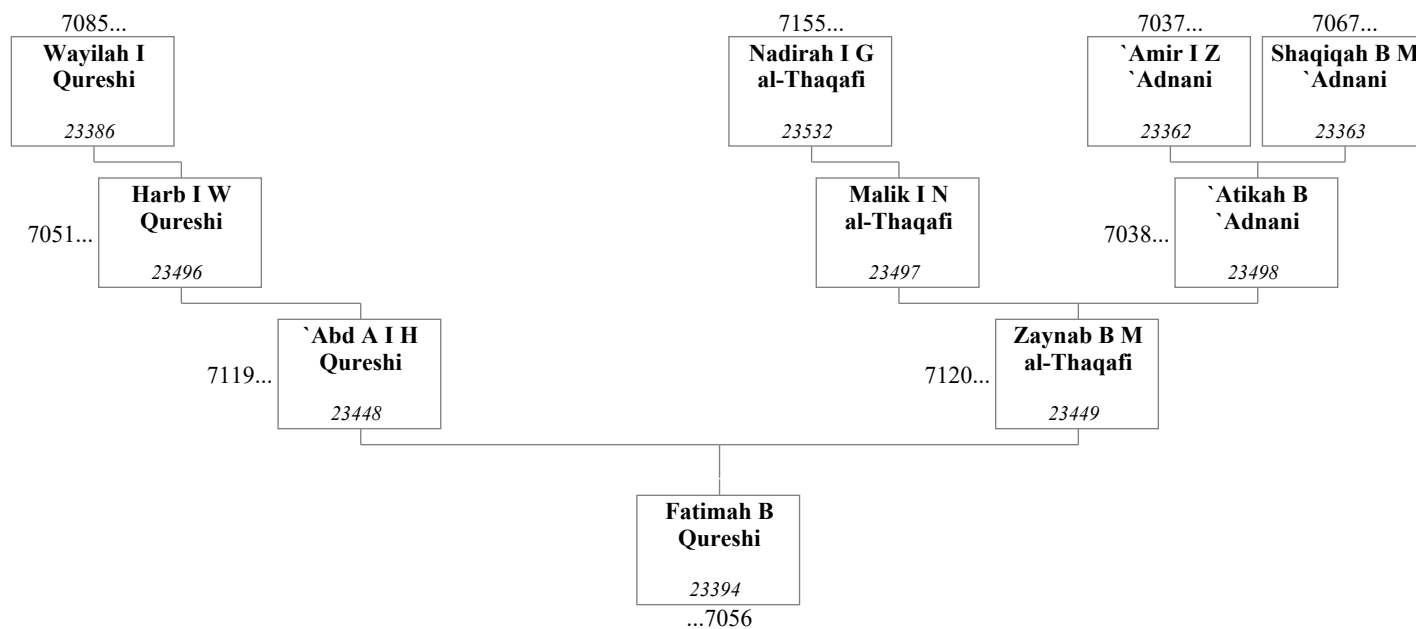 7085...
Wayilah I
Qureshi
23386
7155...
Nadirah I G
al-Thaqafi
23532
7037...
`Amir I Z
`Adnani
23362
7067...
Shaqiqah B M
`Adnani
23363
7051...
Harb I W
Qureshi
23496
Malik I N
al-Thaqafi
23497
7038...
`Atikah B
`Adnani
23498
7119...
`Abd A I H
Qureshi
23448
7120...
Zaynab B M
al-Thaqafi
23449
Fatimah B
Qureshi
23394
...7056